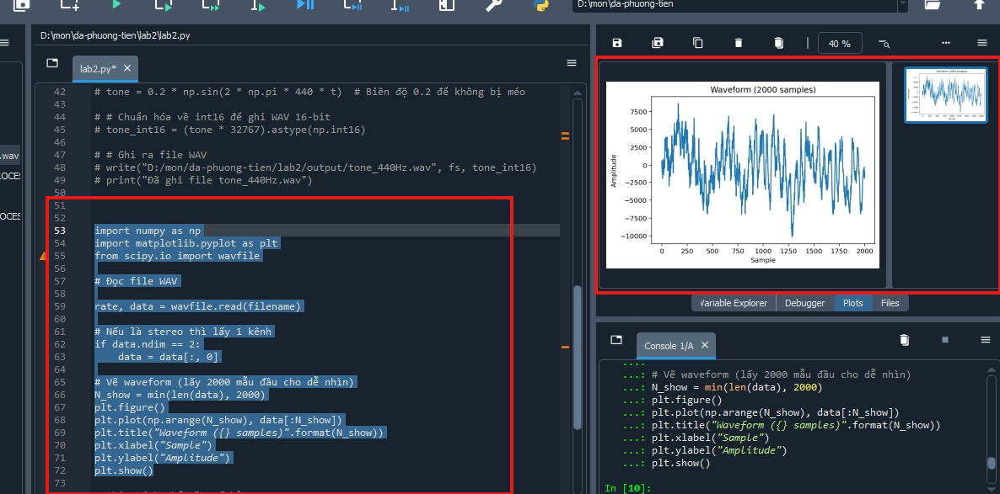 D:\mon\da-phuong-tien
D:\mon\da-phuong-tien\lab2\lab2.py
lab2.py*
.wav
42 # tone = 0.2 * np.sin(2 * np.pi * 440 * t)  # Biên độ 0.2 để không bị méo
43
44 # # Chuẩn hóa về int16 để ghi WAV 16-bit
45 # tone_int16 = (tone * 32767).astype(np.int16)
46
47 # # Ghi ra file WAV
48 # write("D:/mon/da-phuong-tien/lab2/output/tone_440Hz.wav", fs, tone_int16)
49 # print("Đã ghi file tone_440Hz.wav")
50
51
52
53 import numpy as np
54 import matplotlib.pyplot as plt
55 from scipy.io import wavfile
56
57 # Đọc file WAV
58
59 rate, data = wavfile.read(filename)
60
61 # Nếu là stereo thì lấy 1 kênh
62 if data.ndim == 2:
63     data = data[:, 0]
64
65 # Vẽ waveform (lấy 2000 mẫu đầu cho dễ nhìn)
66 N_show = min(len(data), 2000)
67 plt.figure()
68 plt.plot(np.arange(N_show), data[:N_show])
69 plt.title("Waveform ({} samples)".format(N_show))
70 plt.xlabel("Sample")
71 plt.ylabel("Amplitude")
72 plt.show()
73
40 %
Waveform (2000 samples)
7500
5000
2500
0
−2500
−5000
−7500
−10000
Amplitude
0 250 500 750 1000 1250 1500 1750 2000
Sample
Waveform (2000 samples)
Variable Explorer Debugger Plots Files
Console 1/A
...:
...: # Vẽ waveform (lấy 2000 mẫu đầu cho dễ nhìn)
...: N_show = min(len(data), 2000)
...: plt.figure()
...: plt.plot(np.arange(N_show), data[:N_show])
...: plt.title("Waveform ({} samples)".format(N_show))
...: plt.xlabel("Sample")
...: plt.ylabel("Amplitude")
...: plt.show()
In [10]: